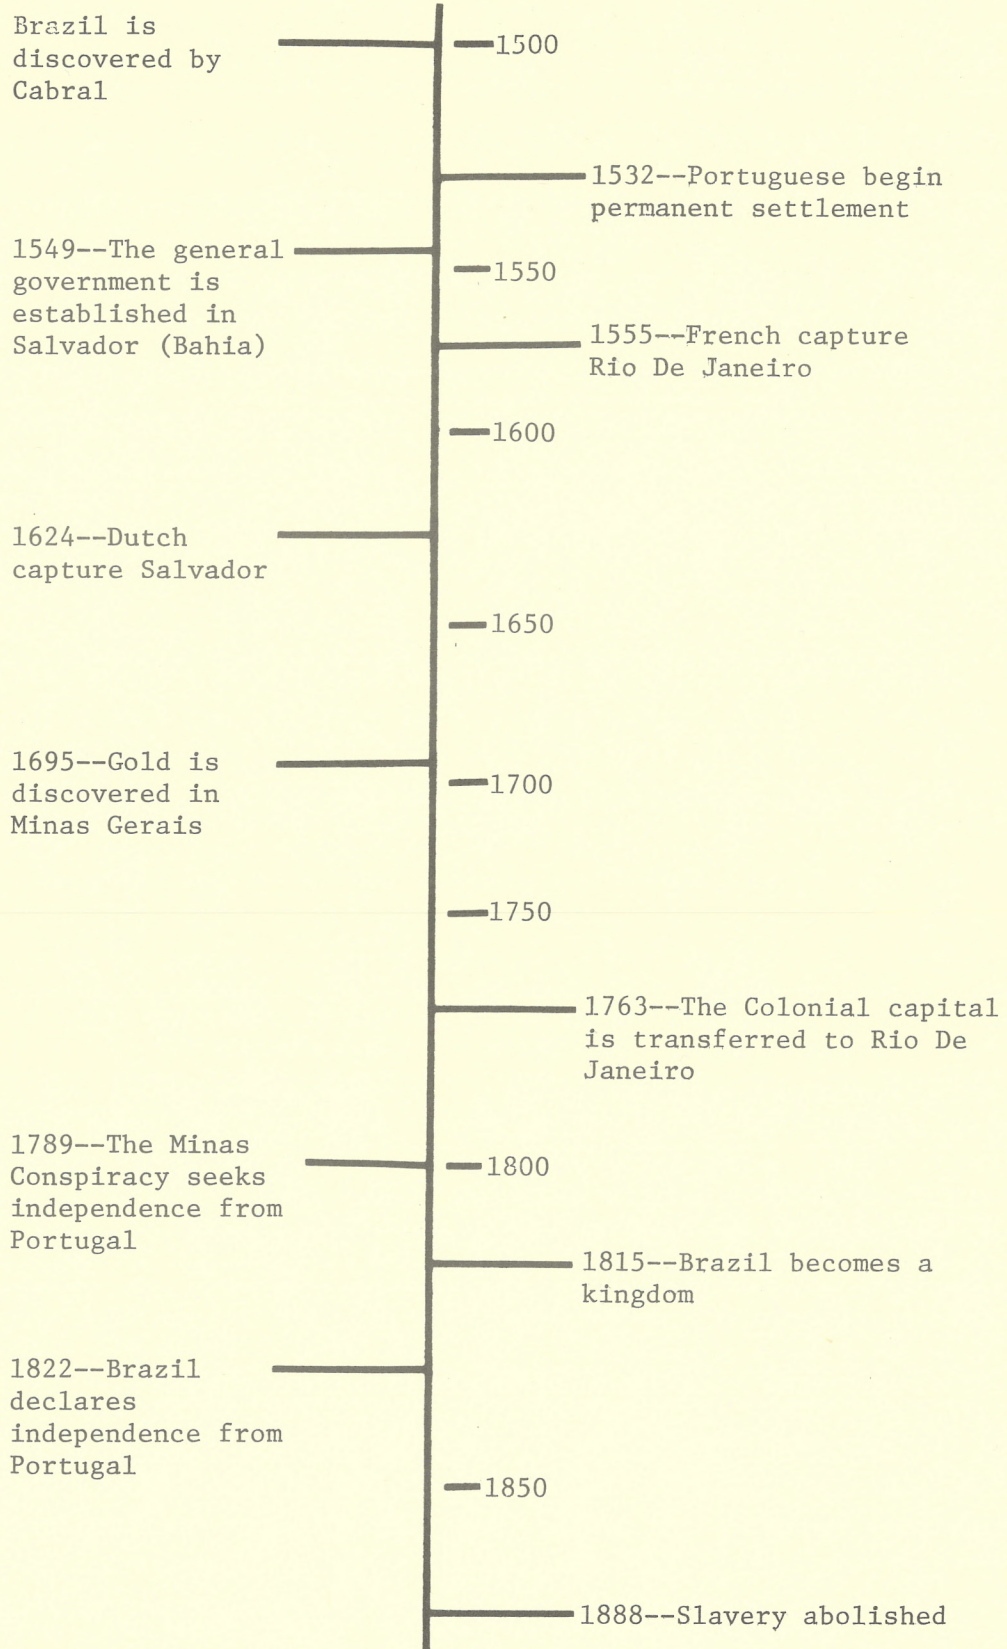 Brazil is
discovered by
Cabral
1500
1532--Portuguese begin
permanent settlement
1549--The general
government is
established in
Salvador (Bahia)
1550
1555--French capture
Rio De Janeiro
1600
1624--Dutch
capture Salvador
1650
1695--Gold is
discovered in
Minas Gerais
1700
1750
1763--The Colonial capital
is transferred to Rio De
Janeiro
1789--The Minas
Conspiracy seeks
independence from
Portugal
1800
1815--Brazil becomes a
kingdom
1822--Brazil
declares
independence from
Portugal
1850
1888--Slavery abolished